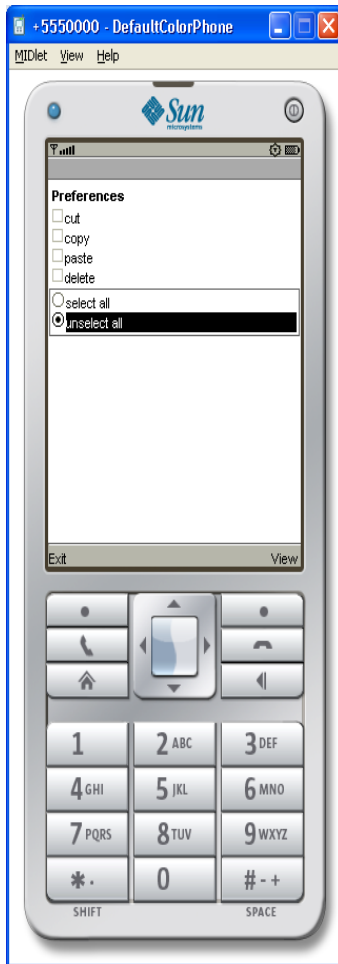 +5550000 - DefaultColorPhone
MIDlet View Help
Sun
microsystems
Preferences
cut
copy
paste
delete
select all
unselect all
Exit View
1 2 ABC 3 DEF
4 GHI 5 JKL 6 MNO
7 PQRS 8 TUV 9 WXYZ
* . 0 # - +
SHIFT SPACE